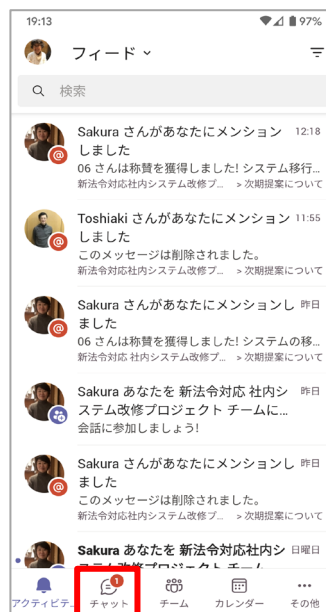 19:13 97%
フィード
検索
Sakura さんがあなたにメンション 12:18
しました
06 さんは称賛を獲得しました! システム移行...
新法令対応社内システム改修プ... > 次期提案について
Toshiaki さんがあなたにメンション 11:55
しました
このメッセージは削除されました。
新法令対応社内システム改修プ... > 次期提案について
Sakura さんがあなたにメンションし 昨日
ました
06 さんは称賛を獲得しました! システムの移...
新法令対応 社内システム改修プ... > 次期提案について
Sakura あなたを 新法令対応 社内シ 昨日
ステム改修プロジェクト チームに...
会話に参加しましょう!
Sakura さんがあなたにメンションし 昨日
ました
このメッセージは削除されました。
新法令対応社内システム改修プ... > 次期提案について
Sakura あなたを 新法令対応社内シ 日曜日
ステム改修プロジェクト チーム
1
アクティビテ... チャット チーム カレンダー その他